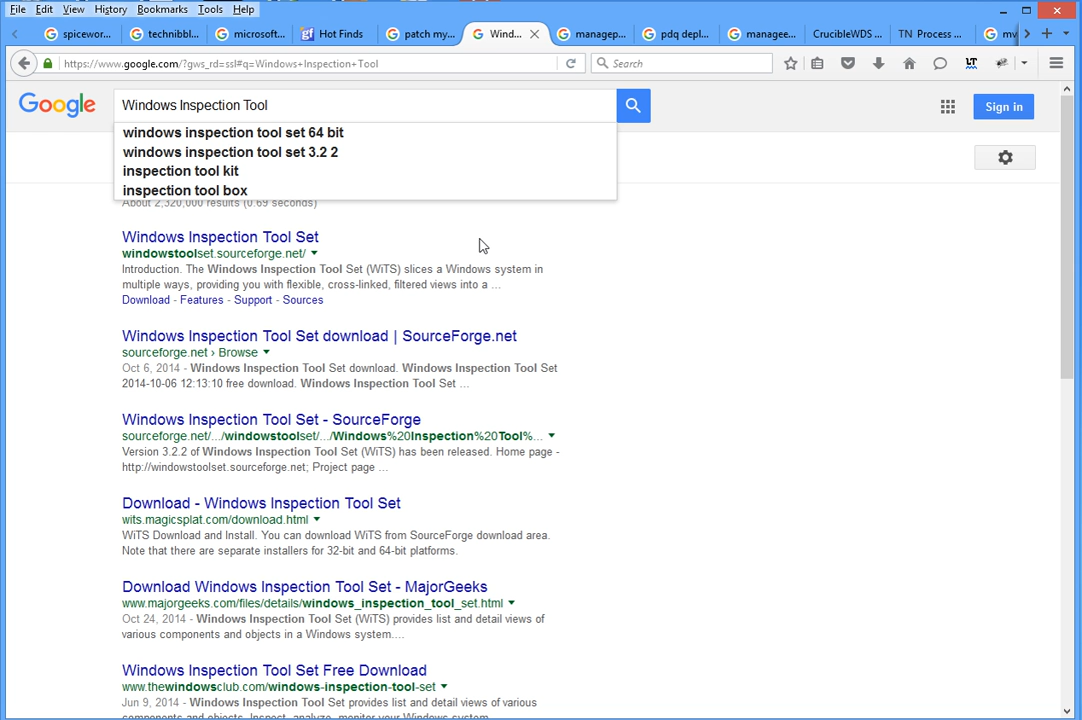 File Edit View History Bookmarks Tools Help
spicewor...
technibbl...
microsoft...
Hot Finds
patch my...
Wind...
managep...
pdq depl...
managee...
CrucibleWDS ...
TN Process ...
my
https://www.google.com/?gws_rd=ssl#q=Windows+Inspection+Tool
Search
LT
Google
Windows Inspection Tool
Sign in
windows inspection tool set 64 bit
windows inspection tool set 3.2 2
inspection tool kit
inspection tool box
About 2,320,000 results (0.69 seconds)
Windows Inspection Tool Set
windowstoolset.sourceforge.net/
Introduction. The Windows Inspection Tool Set (WiTS) slices a Windows system in
multiple ways, providing you with flexible, cross-linked, filtered views into a ...
Download - Features - Support - Sources
Windows Inspection Tool Set download | SourceForge.net
sourceforge.net › Browse
Oct 6, 2014 - Windows Inspection Tool Set download. Windows Inspection Tool Set
2014-10-06 12:13:10 free download. Windows Inspection Tool Set ...
Windows Inspection Tool Set - SourceForge
sourceforge.net/.../windowstoolset/.../Windows%20Inspection%20Tool%...
Version 3.2.2 of Windows Inspection Tool Set (WiTS) has been released. Home page -
http://windowstoolset.sourceforge.net; Project page ...
Download - Windows Inspection Tool Set
wits.magicsplat.com/download.html
WiTS Download and Install. You can download WiTS from SourceForge download area.
Note that there are separate installers for 32-bit and 64-bit platforms.
Download Windows Inspection Tool Set - MajorGeeks
www.majorgeeks.com/files/details/windows_inspection_tool_set.html
Oct 24, 2014 - Windows Inspection Tool Set (WiTS) provides list and detail views of
various components and objects in a Windows system....
Windows Inspection Tool Set Free Download
www.thewindowsclub.com/windows-inspection-tool-set
Jun 9, 2014 - Windows Inspection Tool Set provides list and detail views of various
components and objects. Inspect, analyze, monitor your Windows system